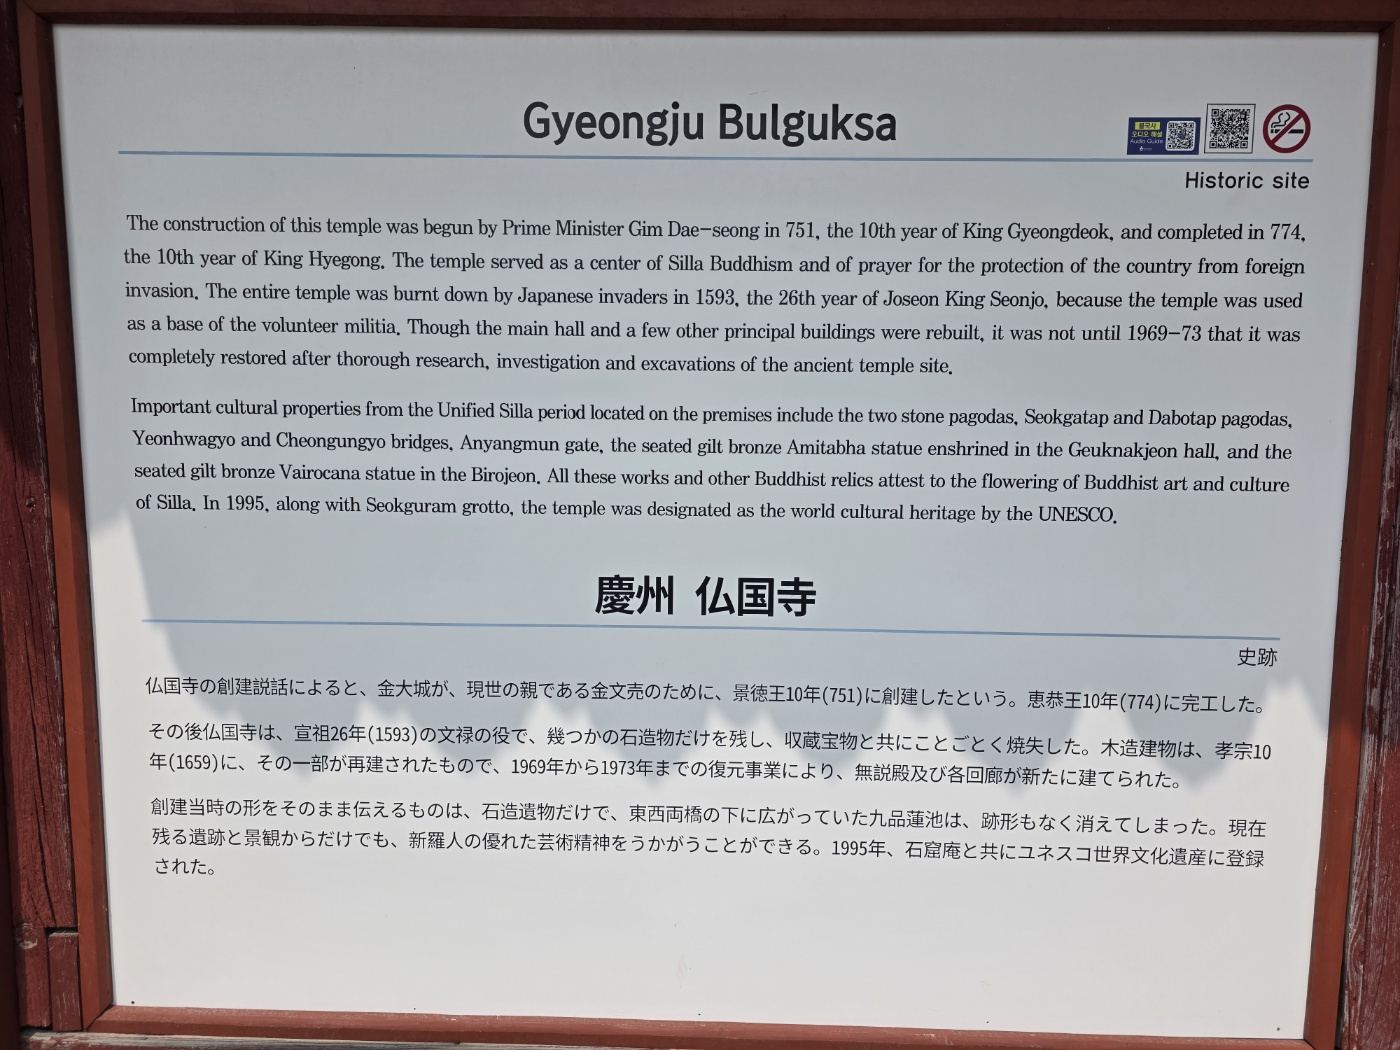 Gyeongju Bulguksa
불국사
오디오 해설
Audio Guide
Historic site
The construction of this temple was begun by Prime Minister Gim Dae-seong in 751, the 10th year of King Gyeongdeok, and completed in 774,
the 10th year of King Hyegong. The temple served as a center of Silla Buddhism and of prayer for the protection of the country from foreign
invasion. The entire temple was burnt down by Japanese invaders in 1593, the 26th year of Joseon King Seonjo, because the temple was used
as a base of the volunteer militia. Though the main hall and a few other principal buildings were rebuilt, it was not until 1969-73 that it was
completely restored after thorough research, investigation and excavations of the ancient temple site.
Important cultural properties from the Unified Silla period located on the premises include the two stone pagodas, Seokgatap and Dabotap pagodas,
Yeonhwagyo and Cheongungyo bridges, Anyangmun gate, the seated gilt bronze Amitabha statue enshrined in the Geuknakjeon hall, and the
seated gilt bronze Vairocana statue in the Birojeon. All these works and other Buddhist relics attest to the flowering of Buddhist art and culture
of Silla. In 1995, along with Seokguram grotto, the temple was designated as the world cultural heritage by the UNESCO.
慶州 仏国寺
史跡
仏国寺の創建説話によると、金大城が、現世の親である金文売のために、景徳王10年(751)に創建したという。恵恭王10年(774)に完工した。
その後仏国寺は、宣祖26年(1593)の文禄の役で、幾つかの石造物だけを残し、収蔵宝物と共にことごとく焼失した。木造建物は、孝宗10
年(1659)に、その一部が再建されたもので、1969年から1973年までの復元事業により、無説殿及び各回廊が新たに建てられた。
創建当時の形をそのまま伝えるものは、石造遺物だけで、東西両橋の下に広がっていた九品蓮池は、跡形もなく消えてしまった。現在
残る遺跡と景観からだけでも、新羅人の優れた芸術精神をうかがうことができる。1995年、石窟庵と共にユネスコ世界文化遺産に登録
された。